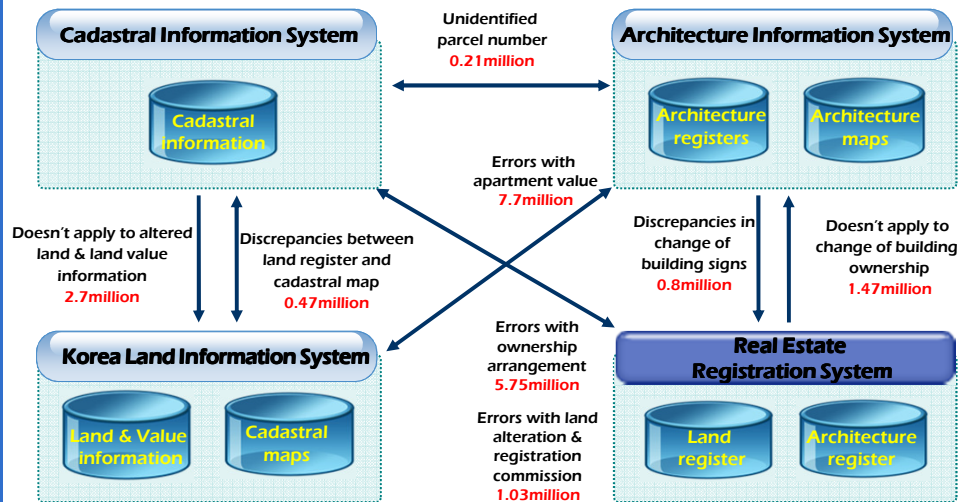 Cadastral Information System
Cadastral
information
Unidentified
parcel number
0.21million
Architecture Information System
Architecture
registers
Architecture
maps
Errors with
apartment value
7.7million
Doesn't apply to altered
land & land value
information
2.7million
Discrepancies between
land register and
cadastral map
0.47million
Discrepancies in
change of
building signs
0.8million
Doesn't apply to
change of building
ownership
1.47million
Korea Land Information System
Land & Value
information
Cadastral
maps
Errors with
ownership
arrangement
5.75million
Errors with land
alteration &
registration
commission
1.03million
Real Estate
Registration System
Land
register
Architecture
register